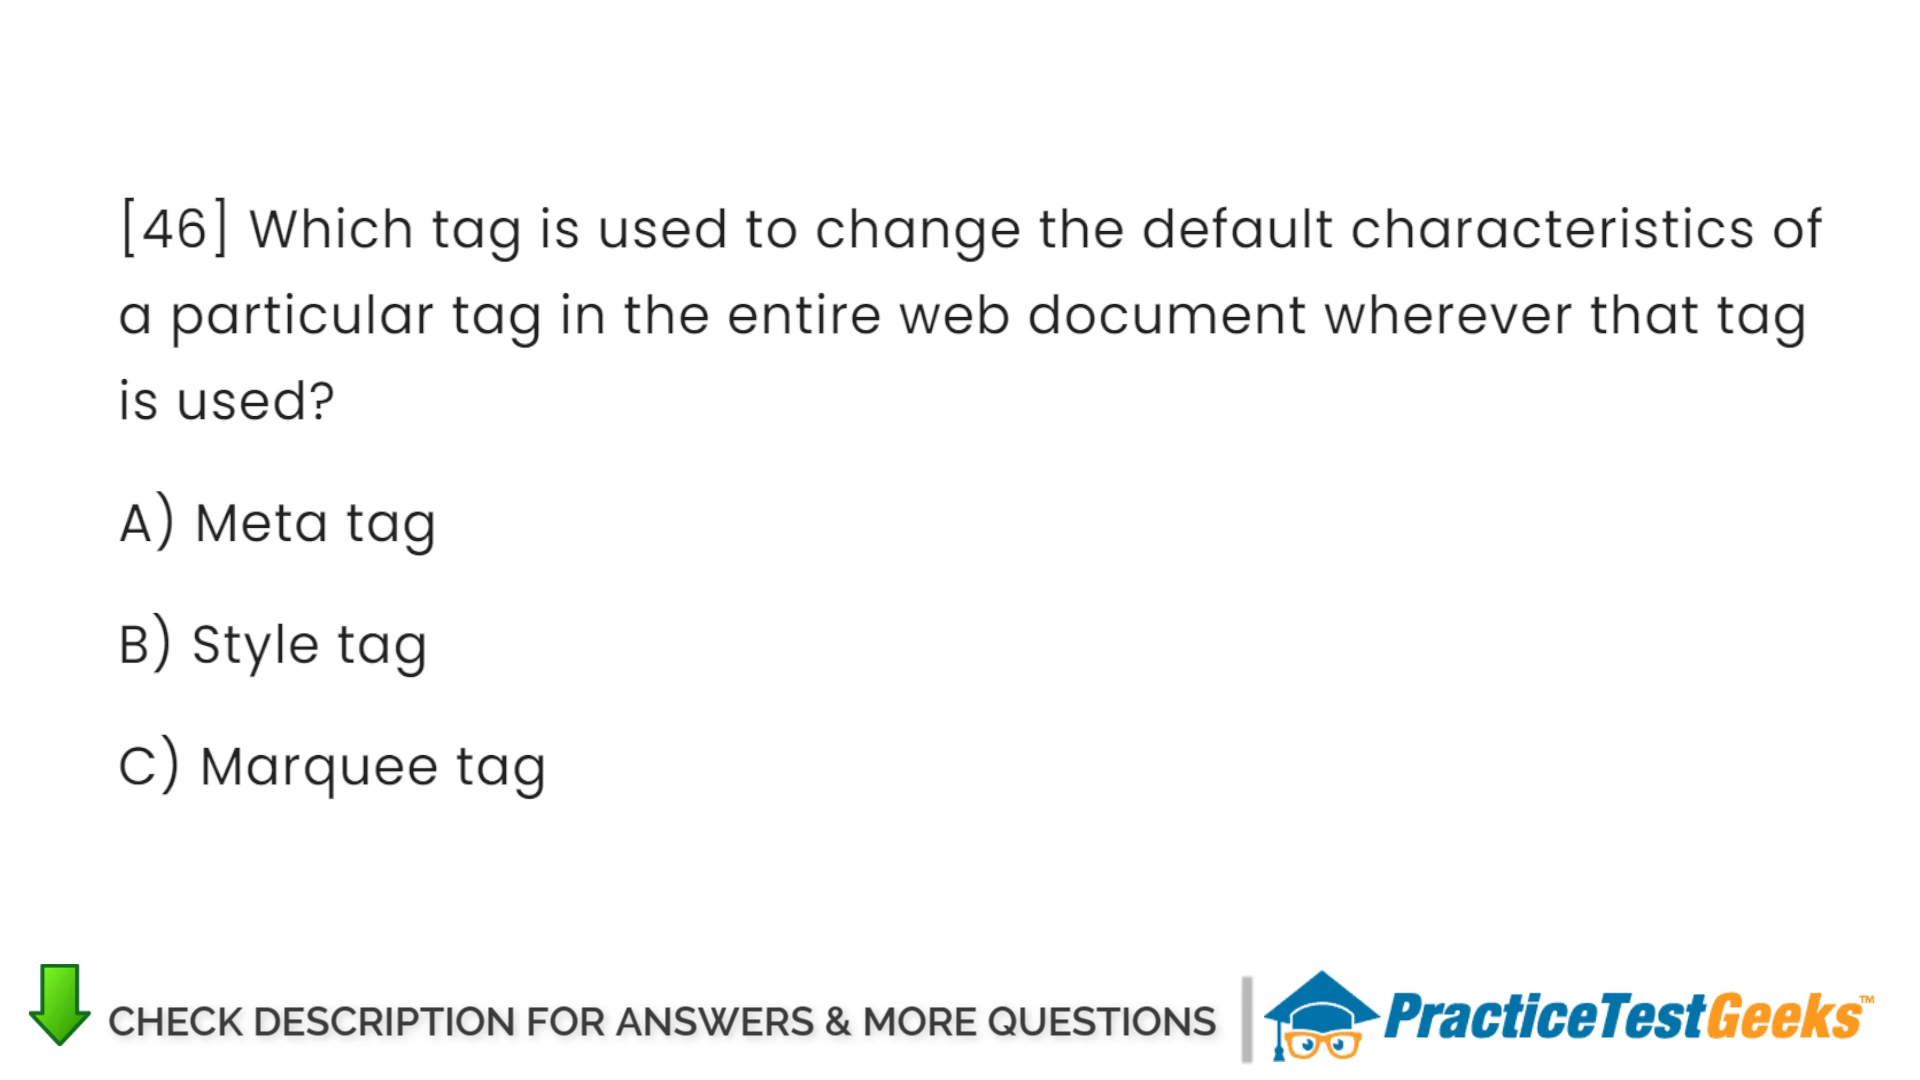 [46] Which tag is used to change the default characteristics of
a particular tag in the entire web document wherever that tag
is used?
A) Meta tag
B) Style tag
C) Marquee tag
CHECK DESCRIPTION FOR ANSWERS & MORE QUESTIONS
PracticeTestGeeks™